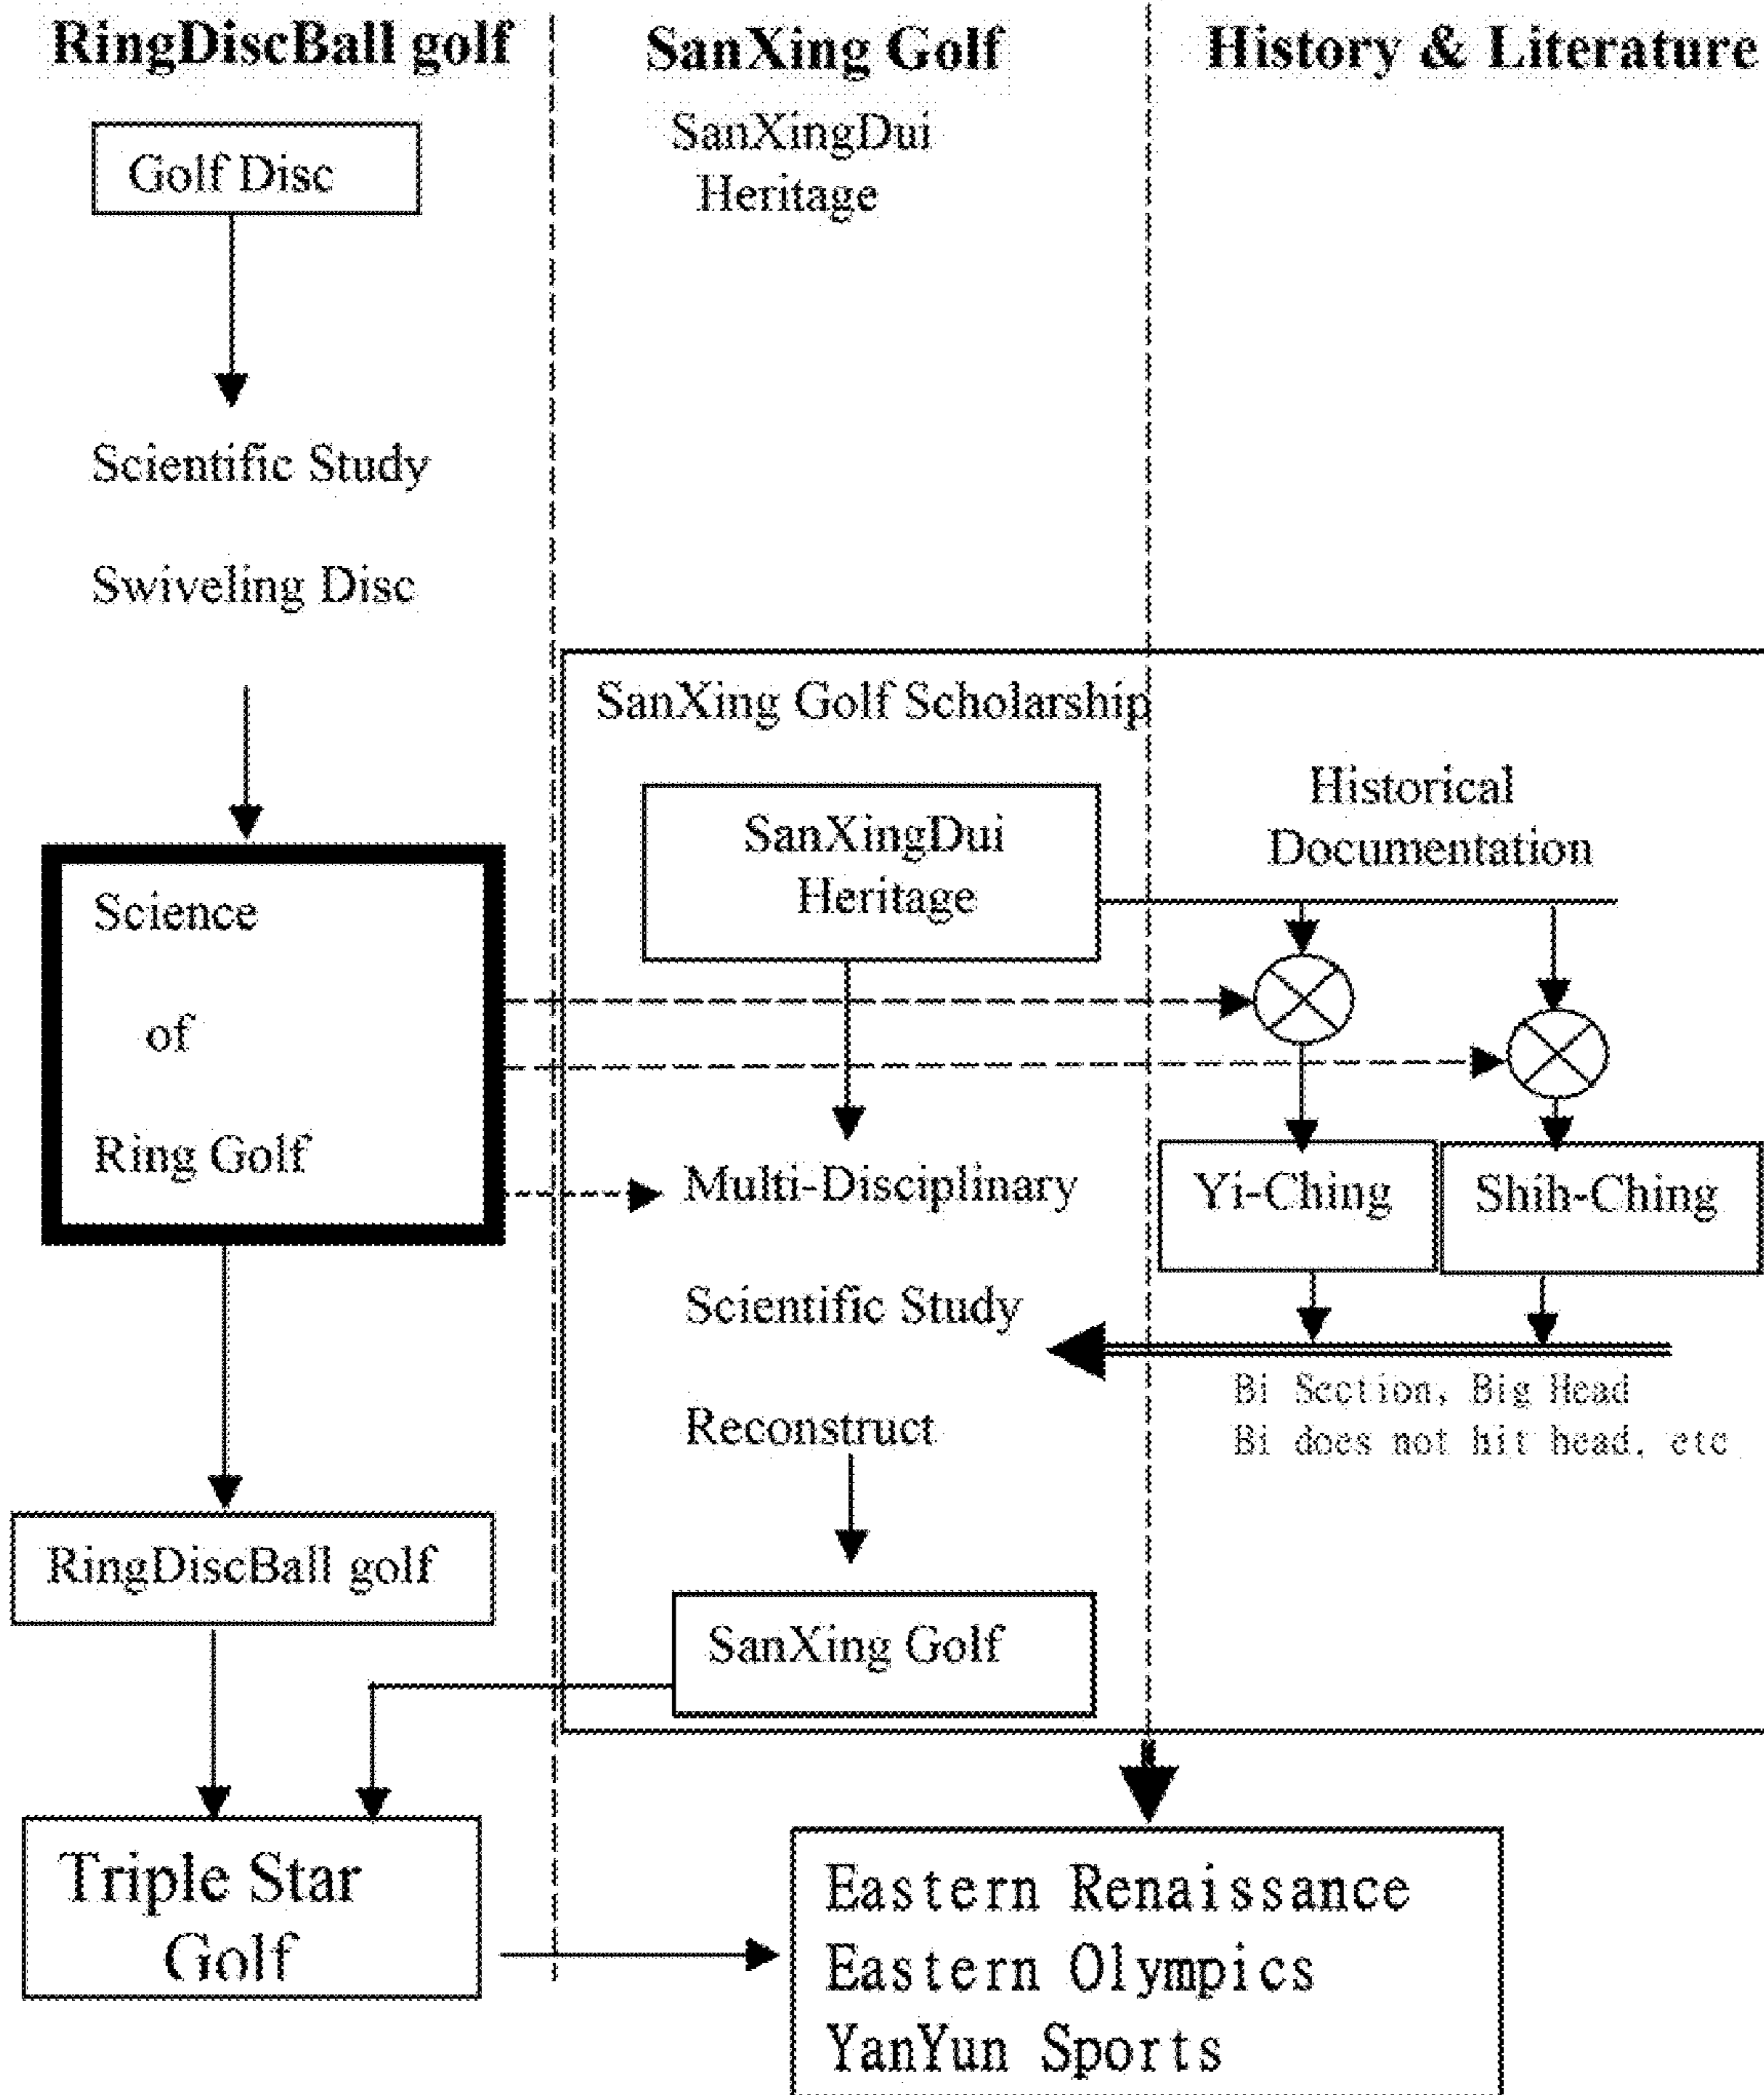 RingDiscBall golf
SanXing Golf
History & Literature
SanXingDui
Heritage
Golf Disc
Scientific Study
Swiveling Disc
SanXing Golf Scholarship
SanXingDui
Heritage
Historical
Documentation
Science
of
Ring Golf
Multi-Disciplinary
Scientific Study
Reconstruct
Yi-Ching
Shih-Ching
Bi Section, Big Head
Bi does not hit head, etc
RingDiscBall golf
SanXing Golf
Triple Star
Golf
Eastern Renaissance
Eastern Olympics
YanYun Sports